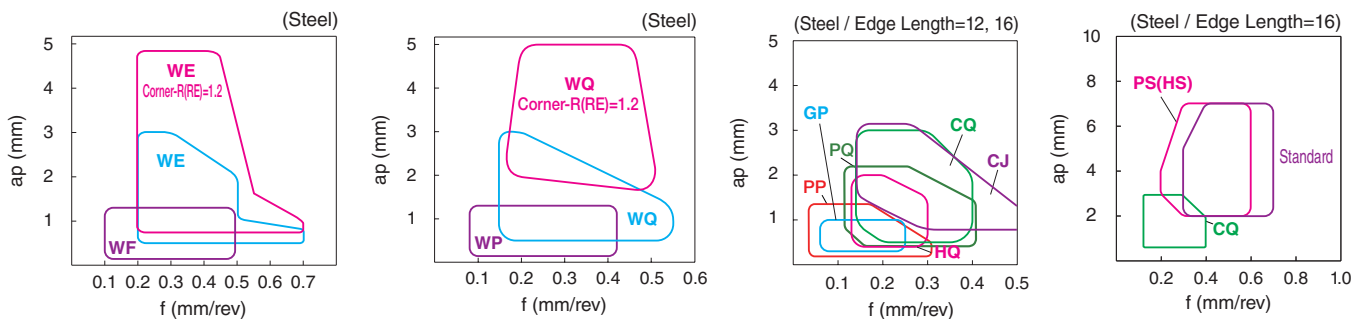 (Steel)
5
4
3
2
1
0
ap (mm)
WE
Corner-R(RE)=1.2
WE
WF
0.1 0.2 0.3 0.4 0.5 0.6 0.7
f (mm/rev)
(Steel)
5
4
3
2
1
0
ap (mm)
WQ
Corner-R(RE)=1.2
WQ
WP
0.1 0.2 0.3 0.4 0.5 0.6
f (mm/rev)
(Steel / Edge Length=12, 16)
5
4
3
2
1
0
ap (mm)
GP
CQ
PQ
CJ
PP
HQ
0.1 0.2 0.3 0.4 0.5
f (mm/rev)
(Steel / Edge Length=16)
10
8
6
4
2
0
ap (mm)
PS(HS)
Standard
CQ
0.2 0.4 0.6 0.8 1.0
f (mm/rev)